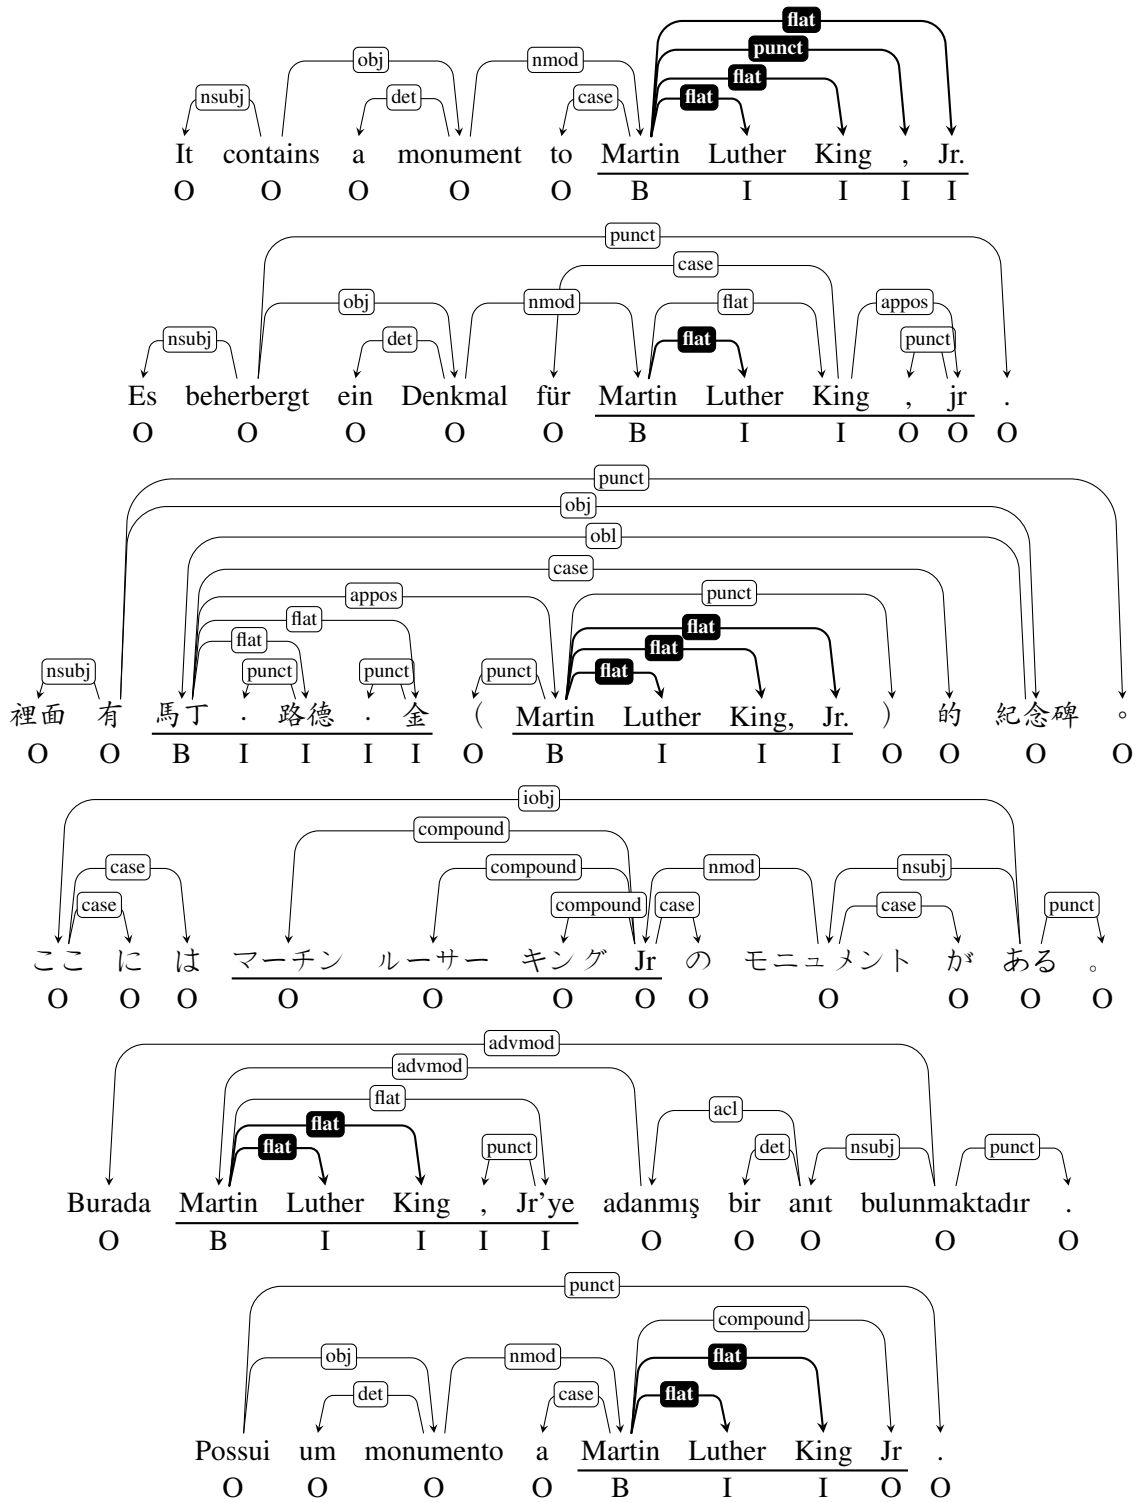 flat
punct
obj nmod flat
nsubj det case flat
It contains a monument to Martin Luther King , Jr.
O O O O O B I I I I
punct
case
obj nmod flat appos
nsubj det flat punct
Es beherbergt ein Denkmal für Martin Luther King , jr .
O O O O O B I I O O O
punct
obj
obl
case
appos punct
flat flat
flat flat
nsubj punct punct punct flat
裡面 有 馬丁 · 路德 · 金 ( Martin Luther King, Jr. ) 的 紀念碑 。
O O B I I I I O B I I I O O O O
iobj
compound
case compound nmod nsubj
case compound case case punct
ここ に は マーチン ルーサー キング Jr の モニュメント が ある 。
O O O O O O O O O O O O
advmod
advmod
flat
flat acl
flat punct det nsubj punct
Burada Martin Luther King , Jr'ye adanmış bir anıt bulunmaktadır .
O B I I I I O O O O O
punct
compound
obj nmod flat
det case flat
Possui um monumento a Martin Luther King Jr .
O O O O B I I O O